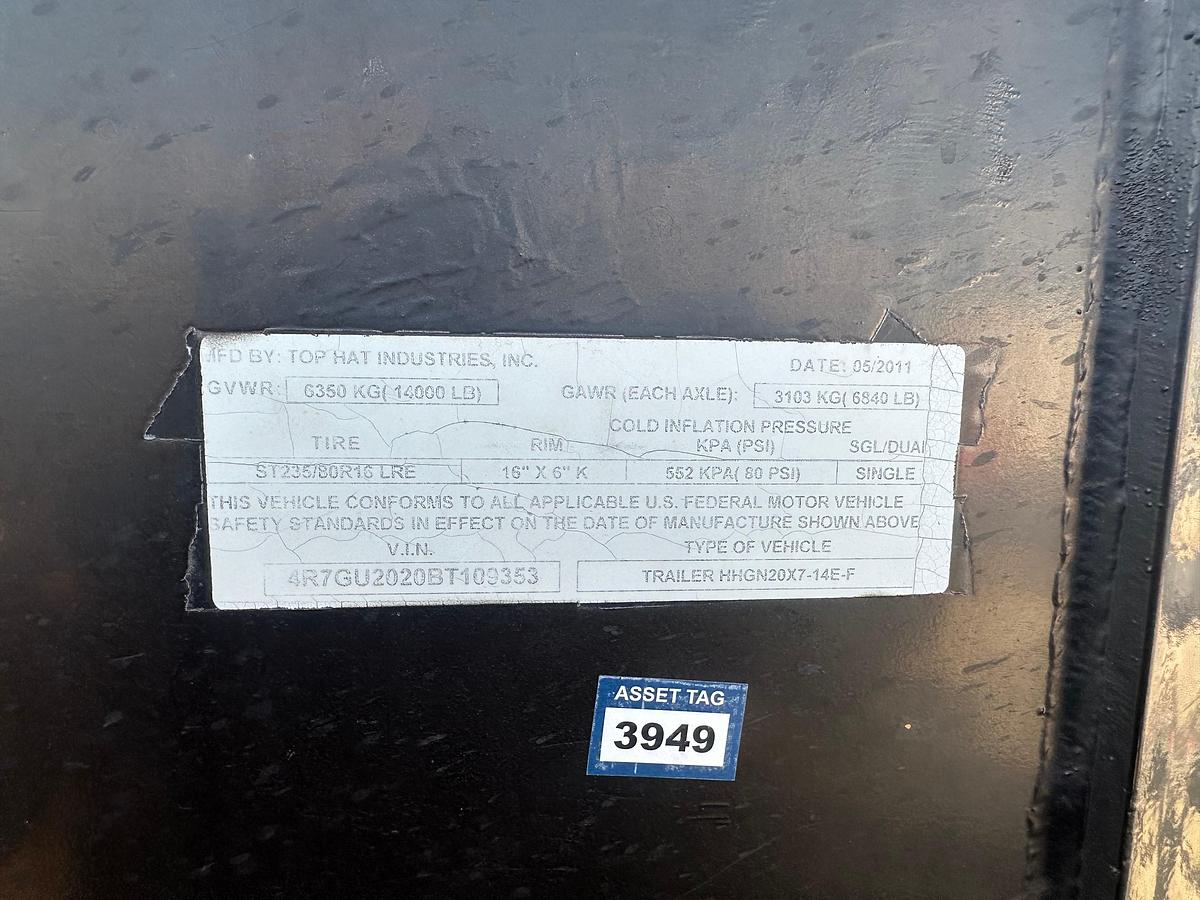 MFD BY: TOP HAT INDUSTRIES, INC. DATE: 05/2011
GVWR: 6350 KG( 14000 LB) GAWR (EACH AXLE): 3103 KG( 6840 LB)
COLD INFLATION PRESSURE
TIRE RIM KPA (PSI) SGL/DUAL
ST235/80R16 LRE 16" X 6" K 552 KPA( 80 PSI) SINGLE
THIS VEHICLE CONFORMS TO ALL APPLICABLE U.S. FEDERAL MOTOR VEHICLE
SAFETY STANDARDS IN EFFECT ON THE DATE OF MANUFACTURE SHOWN ABOVE
V.I.N. TYPE OF VEHICLE
4R7GU2020BT109353 TRAILER HHGN20X7-14E-F
ASSET TAG
3949